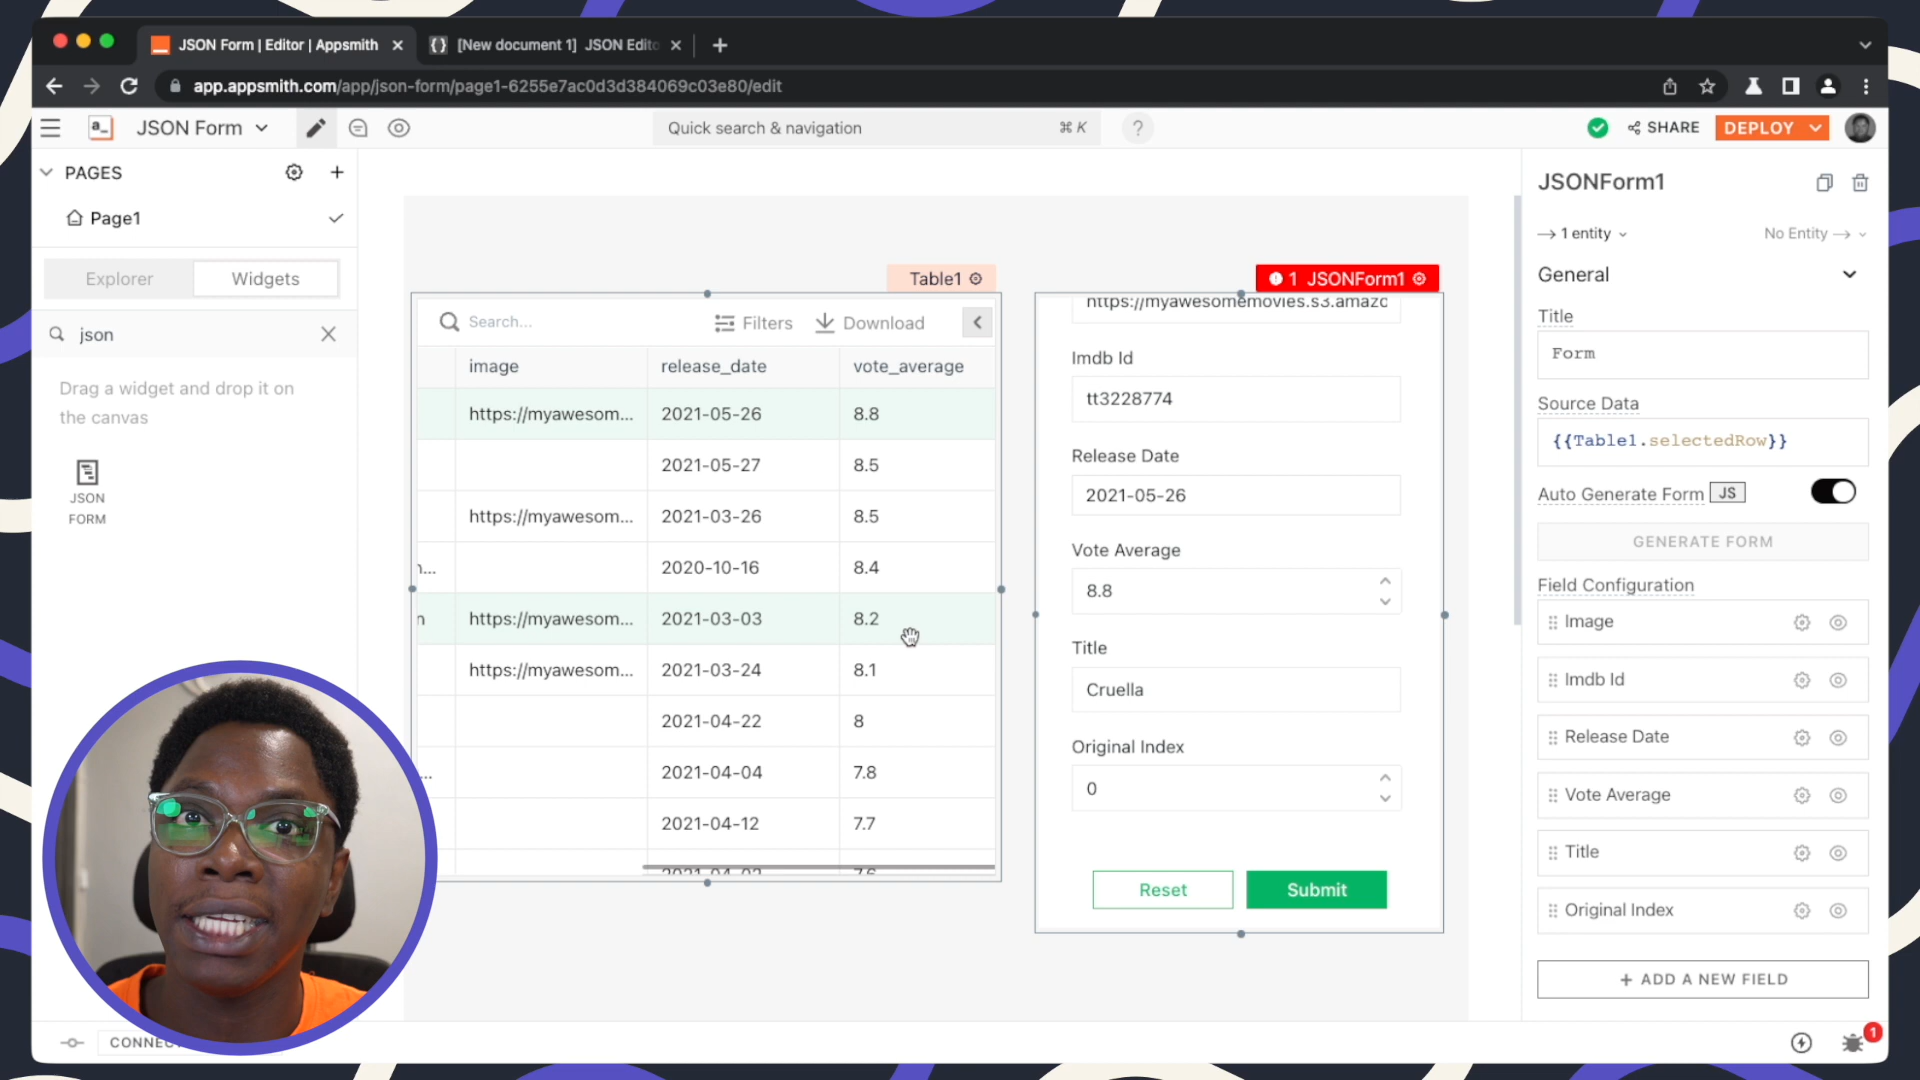 JSON Form | Editor | Appsmith
[New document 1] JSON Edito
app.appsmith.com/app/json-form/page1-6255e7ac0d3d3d384069c03e80/edit
JSON Form
Quick search & navigation
⌘ K
?
SHARE
DEPLOY
PAGES
Page1
Explorer
Widgets
json
Drag a widget and drop it on
the canvas
JSON
FORM
Table1
Search...
Filters
Download
image
release_date
vote_average
https://myawesom...
2021-05-26
8.8
2021-05-27
8.5
https://myawesom...
2021-03-26
8.5
2020-10-16
8.4
https://myawesom...
2021-03-03
8.2
https://myawesom...
2021-03-24
8.1
2021-04-22
8
2021-04-04
7.8
2021-04-12
7.7
1 JSONForm1
https://myawesomemovies.s3.amazo
Imdb Id
tt3228774
Release Date
2021-05-26
Vote Average
8.8
Title
Cruella
Original Index
0
Reset
Submit
JSONForm1
1 entity
No Entity
General
Title
Form
Source Data
{{Table1.selectedRow}}
Auto Generate Form
JS
GENERATE FORM
Field Configuration
Image
Imdb Id
Release Date
Vote Average
Title
Original Index
+ ADD A NEW FIELD
1